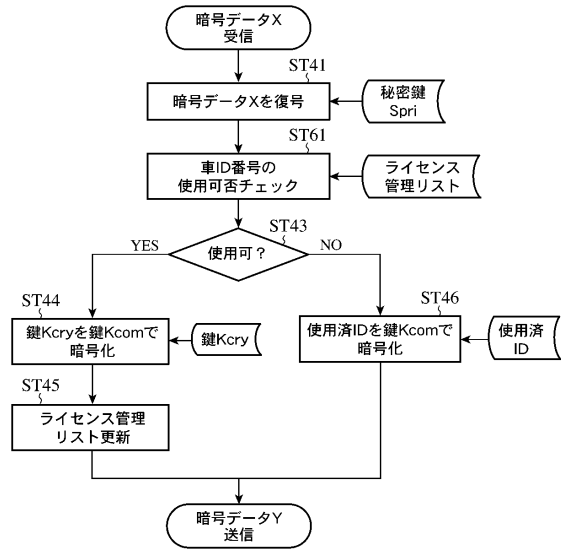 暗号データX
受信
ST41
暗号データXを復号
秘密鍵
Spri
ST61
車ID番号の
使用可否チェック
ライセンス
管理リスト
ST43
使用可?
YES
NO
ST44
鍵Kcryを鍵Kcomで
暗号化
鍵Kcry
ST46
使用済IDを鍵Kcomで
暗号化
使用済
ID
ST45
ライセンス管理
リスト更新
暗号データY
送信